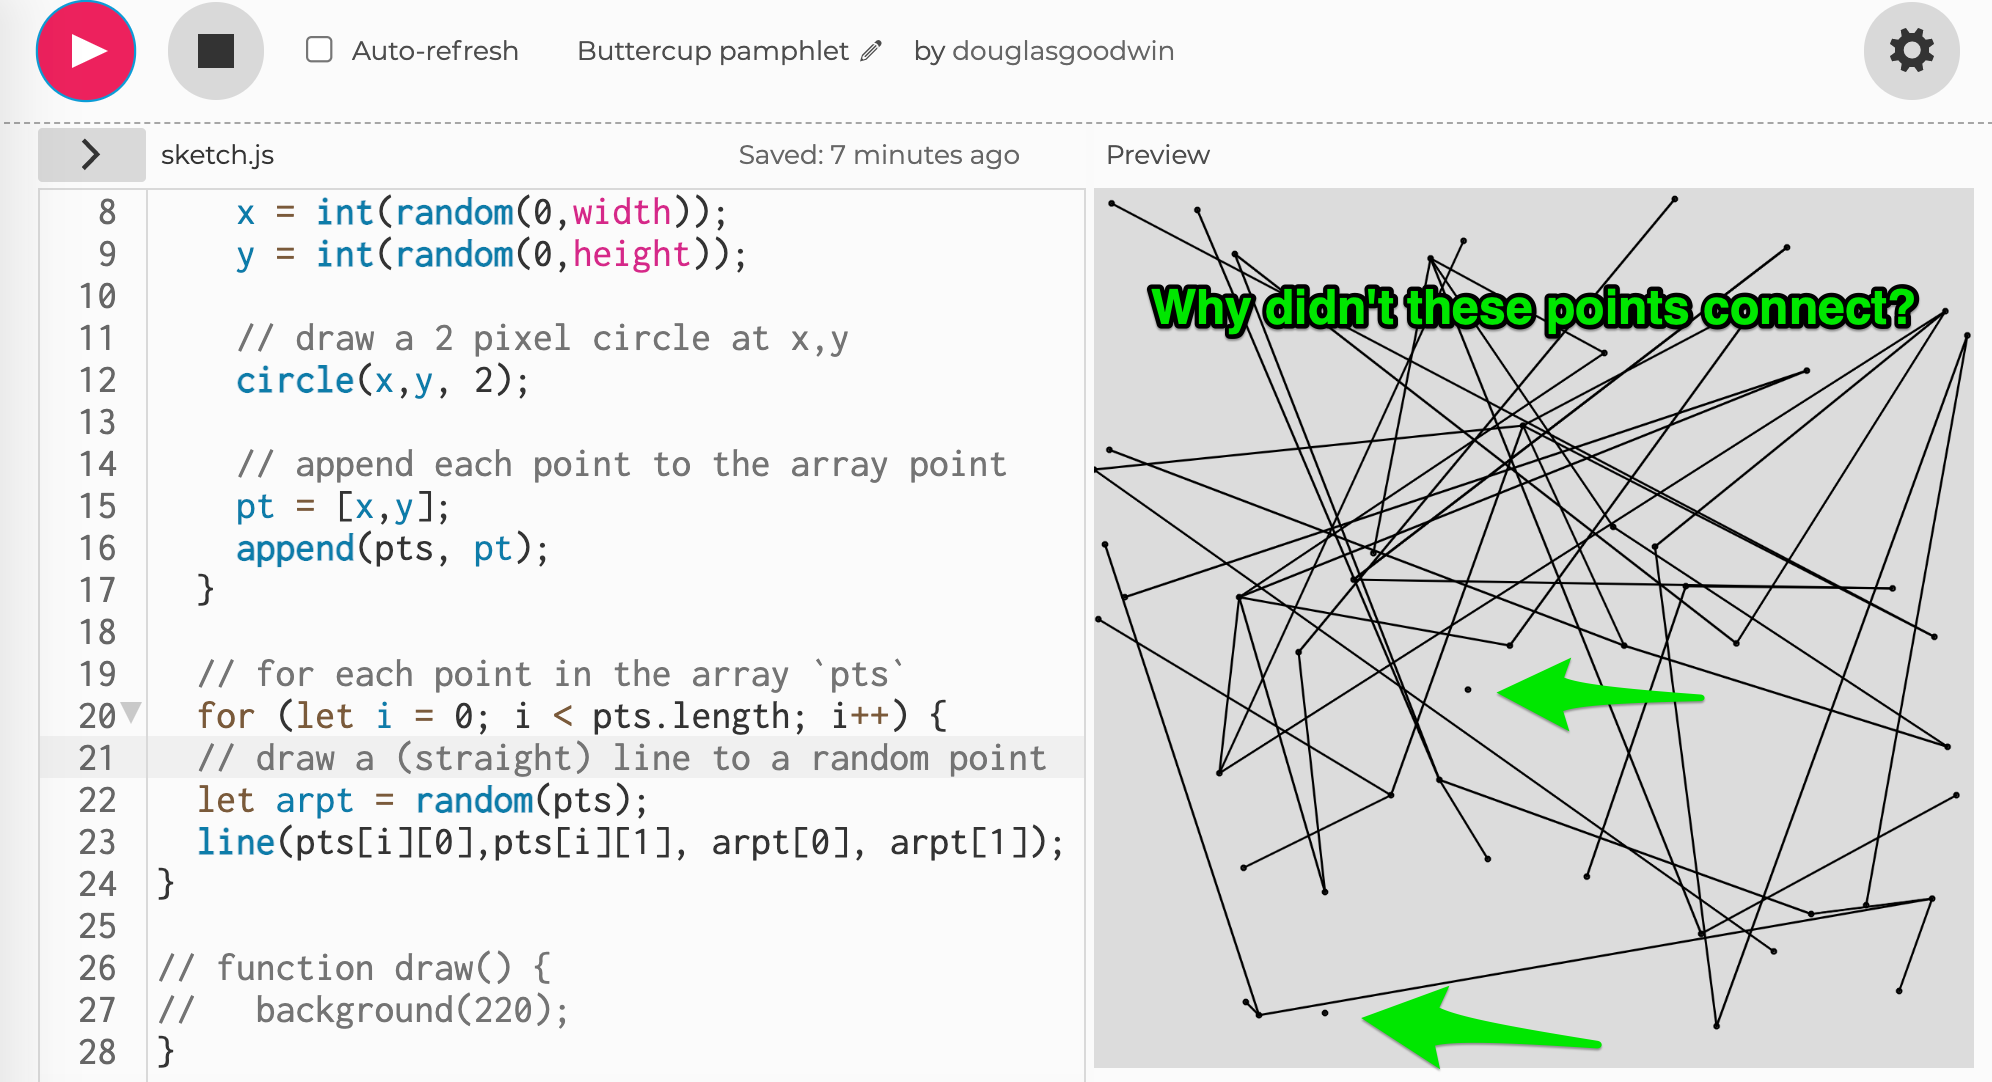 Auto-refresh Buttercup pamphlet by douglasgoodwin
sketch.js Saved: 7 minutes ago Preview
8 x = int(random(0,width));
9 y = int(random(0,height));
10
11 // draw a 2 pixel circle at x,y
12 circle(x,y, 2);
13
14 // append each point to the array point
15 pt = [x,y];
16 append(pts, pt);
17 }
18
19 // for each point in the array `pts`
20 for (let i = 0; i < pts.length; i++) {
21 // draw a (straight) line to a random point
22 let arpt = random(pts);
23 line(pts[i][0],pts[i][1], arpt[0], arpt[1]);
24 }
25
26 // function draw() {
27 // background(220);
28 }
Why didn't these points connect?